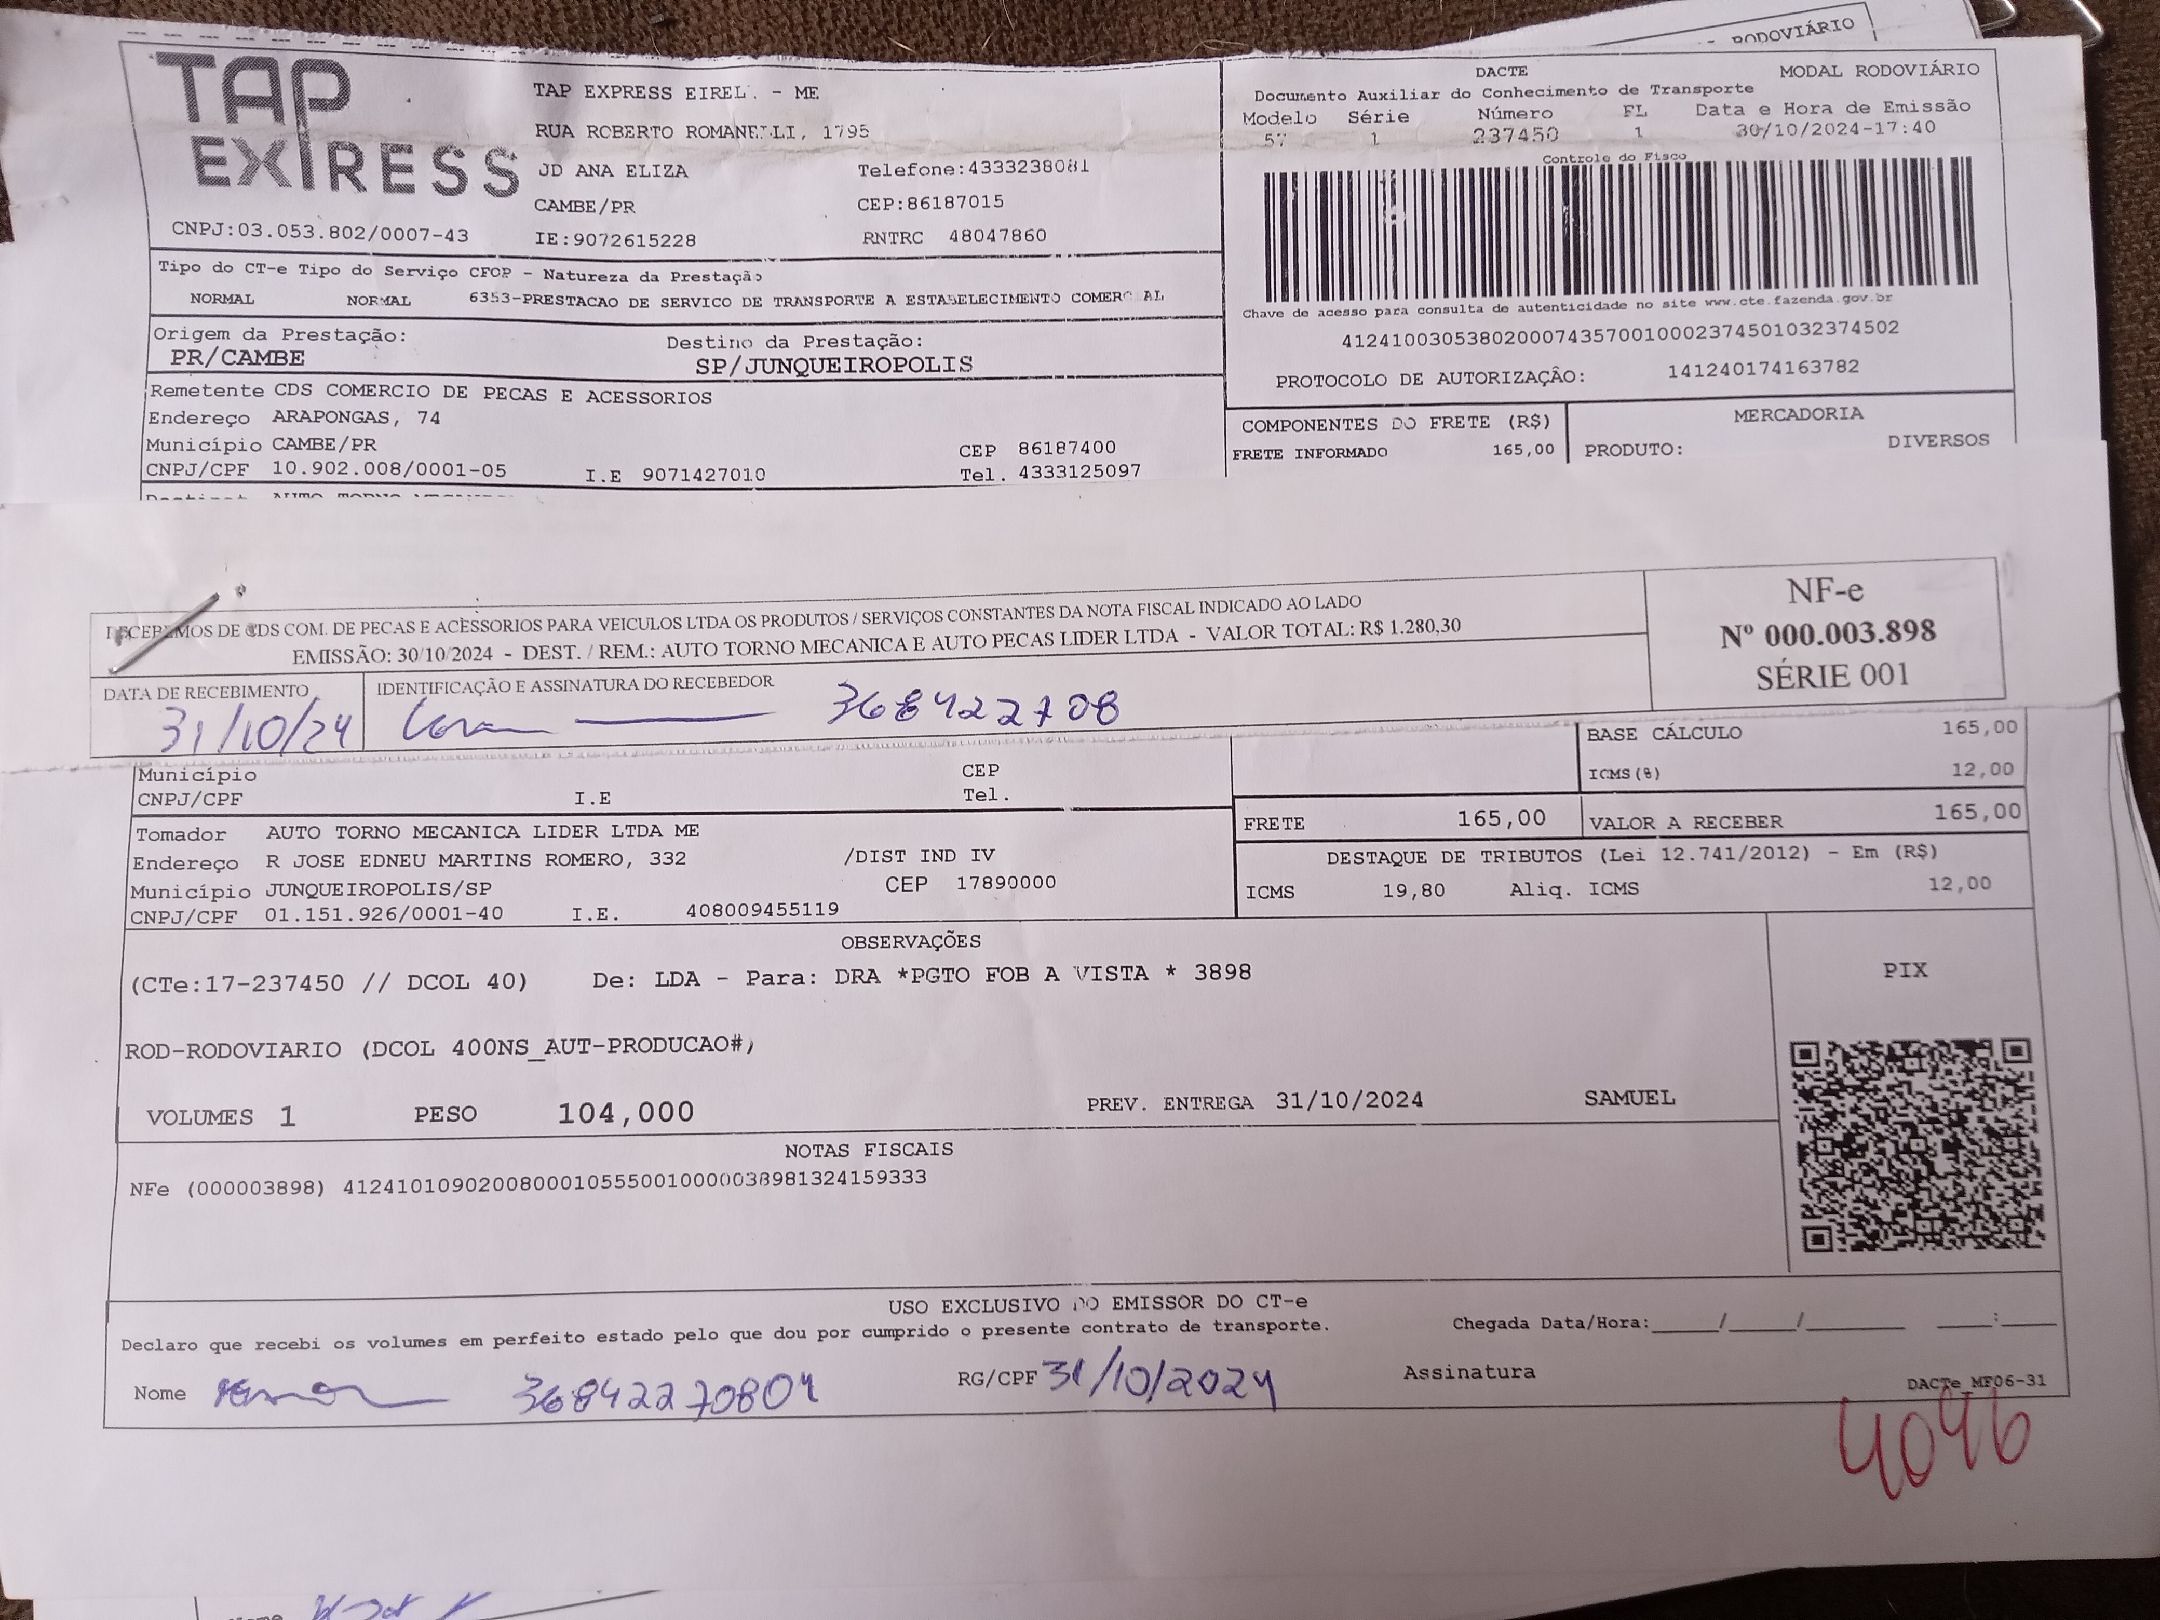 RODOVIÁRIO
TAP
EXPRESS
CNPJ:03.053.802/0007-43
TAP EXPRESS EIREL. - ME
RUA ROBERTO ROMANELLI, 1795
JD ANA ELIZA Telefone:4333238081
CAMBE/PR CEP:86187015
IE:9072615228 RNTRC 48047860
DACTE MODAL RODOVIÁRIO
Documento Auxiliar do Conhecimento de Transporte
Modelo Série Número FL Data e Hora de Emissão
57 1 237450 1 30/10/2024-17:40
Controle do Fisco
Chave de acesso para consulta de autenticidade no site www.cte.fazenda.gov.br
41241003053802000743570010002374501032374502
PROTOCOLO DE AUTORIZAÇÂO: 141240174163782
Tipo do CT-e Tipo do Serviço CFOP - Natureza da Prestação
NORMAL NORMAL 6353-PRESTACAO DE SERVICO DE TRANSPORTE A ESTABELECIMENTO COMERCIAL
Origem da Prestação: Destino da Prestação:
PR/CAMBE SP/JUNQUEIROPOLIS
Remetente CDS COMERCIO DE PECAS E ACESSORIOS
Endereço ARAPONGAS, 74
Município CAMBE/PR CEP 86187400
CNPJ/CPF 10.902.008/0001-05 I.E 9071427010 Tel. 4333125097
COMPONENTES DO FRETE (R$) MERCADORIA
FRETE INFORMADO 165,00 PRODUTO: DIVERSOS
RECEBEMOS DE CDS COM. DE PECAS E ACESSORIOS PARA VEICULOS LTDA OS PRODUTOS / SERVIÇOS CONSTANTES DA NOTA FISCAL INDICADO AO LADO
EMISSÃO: 30/10/2024 - DEST. / REM.: AUTO TORNO MECANICA E AUTO PECAS LIDER LTDA - VALOR TOTAL: R$ 1.280,30
NF-e
Nº 000.003.898
SÉRIE 001
DATA DE RECEBIMENTO IDENTIFICAÇÃO E ASSINATURA DO RECEBEDOR
31/10/24 368422708
BASE CÁLCULO 165,00
ICMS(%) 12,00
Município CEP
CNPJ/CPF I.E Tel.
FRETE 165,00 VALOR A RECEBER 165,00
Tomador AUTO TORNO MECANICA LIDER LTDA ME
Endereço R JOSE EDNEU MARTINS ROMERO, 332 /DIST IND IV
Município JUNQUEIROPOLIS/SP CEP 17890000
CNPJ/CPF 01.151.926/0001-40 I.E. 408009455119
DESTAQUE DE TRIBUTOS (Lei 12.741/2012) - Em (R$)
ICMS 19,80 Aliq. ICMS 12,00
OBSERVAÇÕES
(CTe:17-237450 // DCOL 40) De: LDA - Para: DRA *PGTO FOB A VISTA * 3898
PIX
ROD-RODOVIARIO (DCOL 400NS_AUT-PRODUCAO#)
VOLUMES 1 PESO 104,000 PREV. ENTREGA 31/10/2024 SAMUEL
NOTAS FISCAIS
NFe (000003898) 41241010902008000105550010000038981324159333
USO EXCLUSIVO DO EMISSOR DO CT-e
Declaro que recebi os volumes em perfeito estado pelo que dou por cumprido o presente contrato de transporte. Chegada Data/Hora:_____/_____/_______ ____:____
Nome 36842270804 RG/CPF 31/10/2024 Assinatura
DACTe_MF06-31
4046